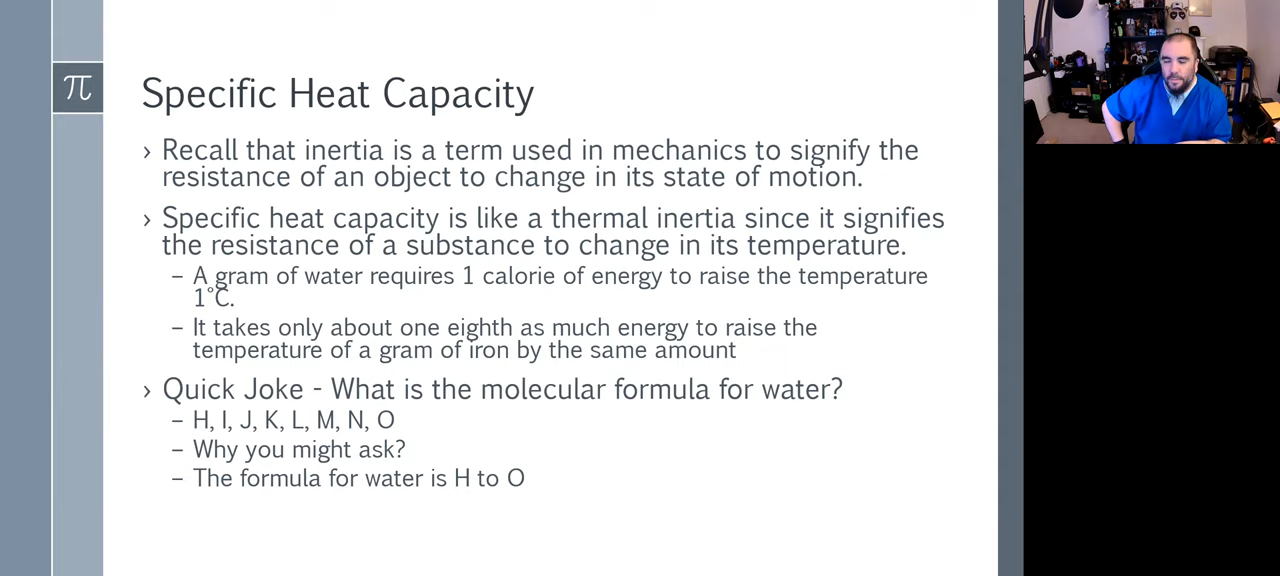 π
Specific Heat Capacity
› Recall that inertia is a term used in mechanics to signify the
resistance of an object to change in its state of motion.
› Specific heat capacity is like a thermal inertia since it signifies
the resistance of a substance to change in its temperature.
– A gram of water requires 1 calorie of energy to raise the temperature
1°C.
– It takes only about one eighth as much energy to raise the
temperature of a gram of iron by the same amount
› Quick Joke - What is the molecular formula for water?
– H, I, J, K, L, M, N, O
– Why you might ask?
– The formula for water is H to O